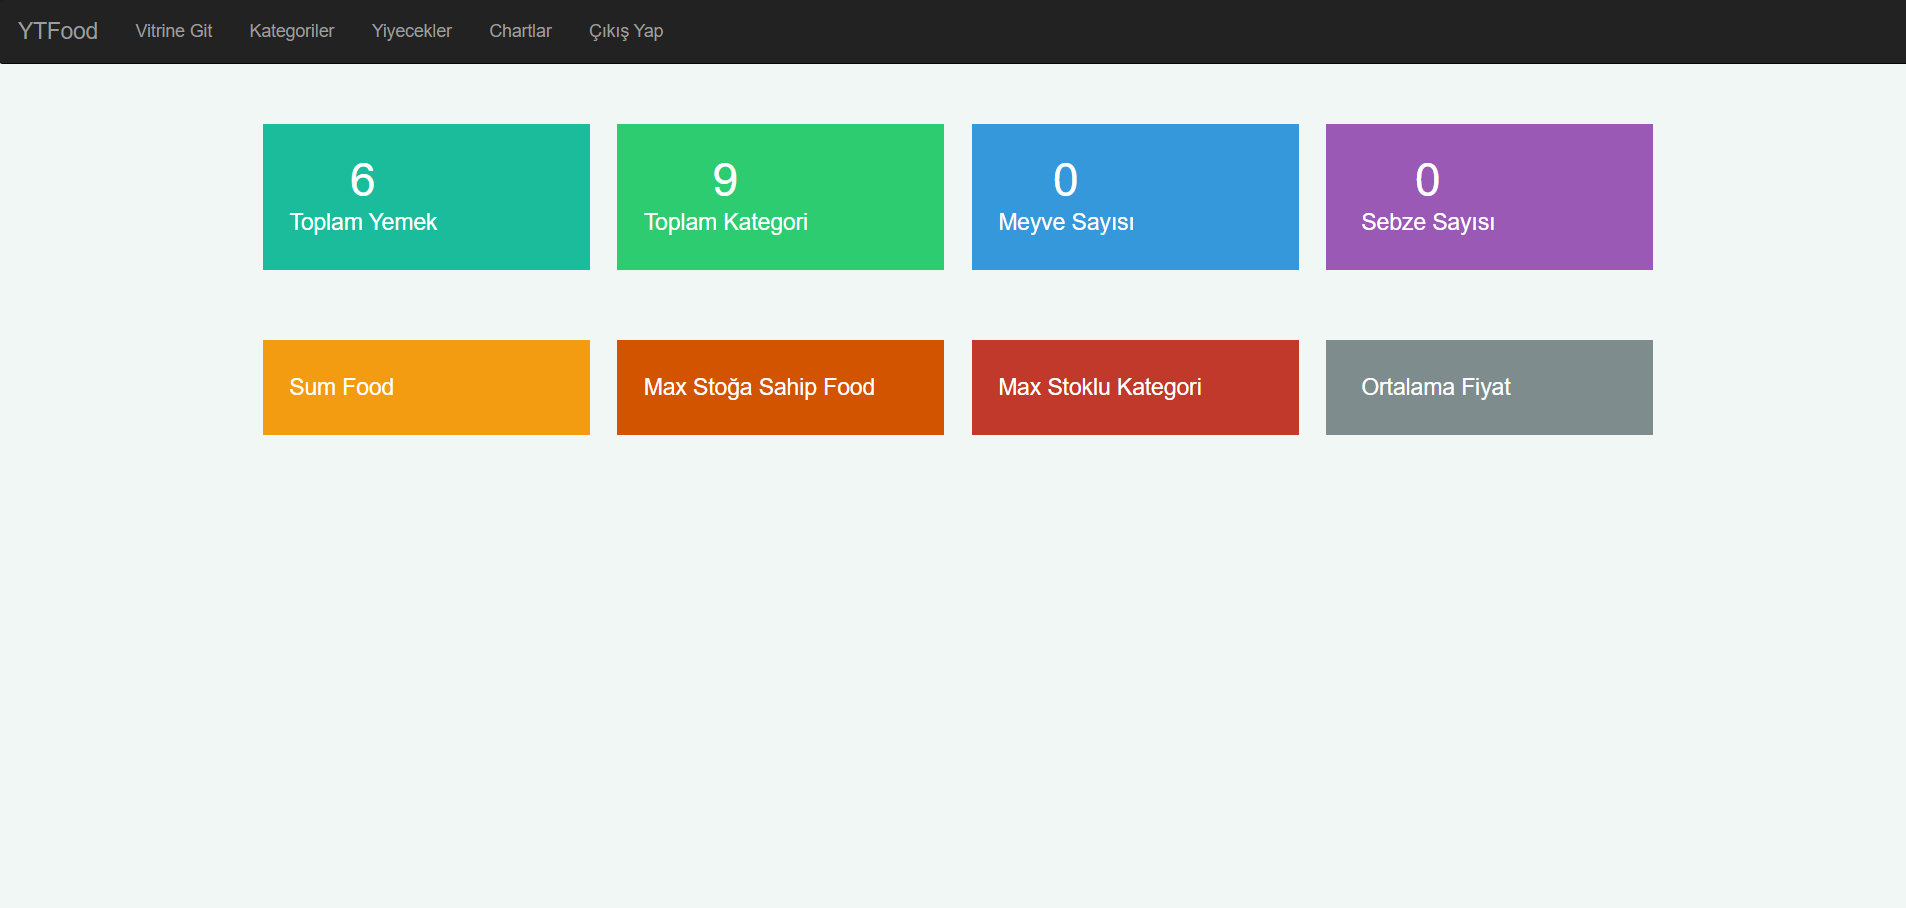 YTFood Vitrine Git Kategoriler Yiyecekler Chartlar Çıkış Yap
6
Toplam Yemek
9
Toplam Kategori
0
Meyve Sayısı
0
Sebze Sayısı
Sum Food
Max Stoğa Sahip Food
Max Stoklu Kategori
Ortalama Fiyat